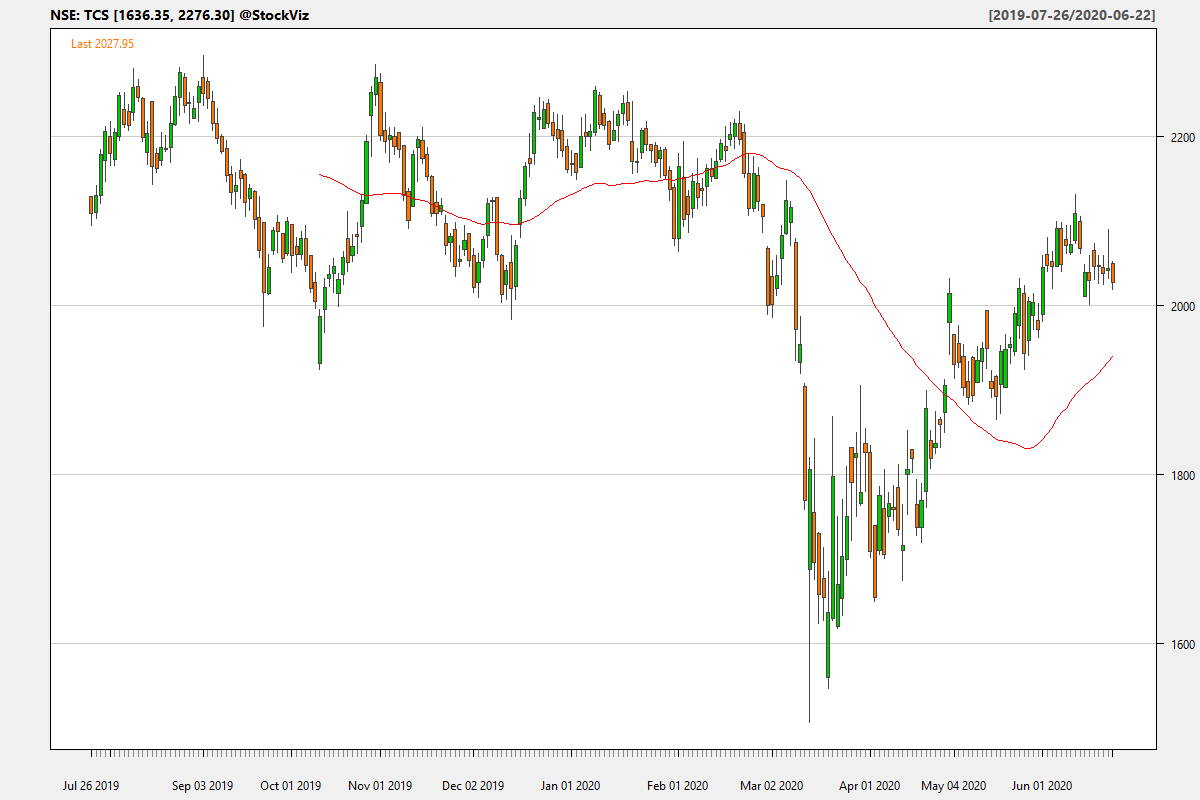 NSE: TCS [1636.35, 2276.30] @StockViz
[2019-07-26/2020-06-22]
Last 2027.95
2200
2000
1800
1600
Jul 26 2019
Sep 03 2019
Oct 01 2019
Nov 01 2019
Dec 02 2019
Jan 01 2020
Feb 01 2020
Mar 02 2020
Apr 01 2020
May 04 2020
Jun 01 2020